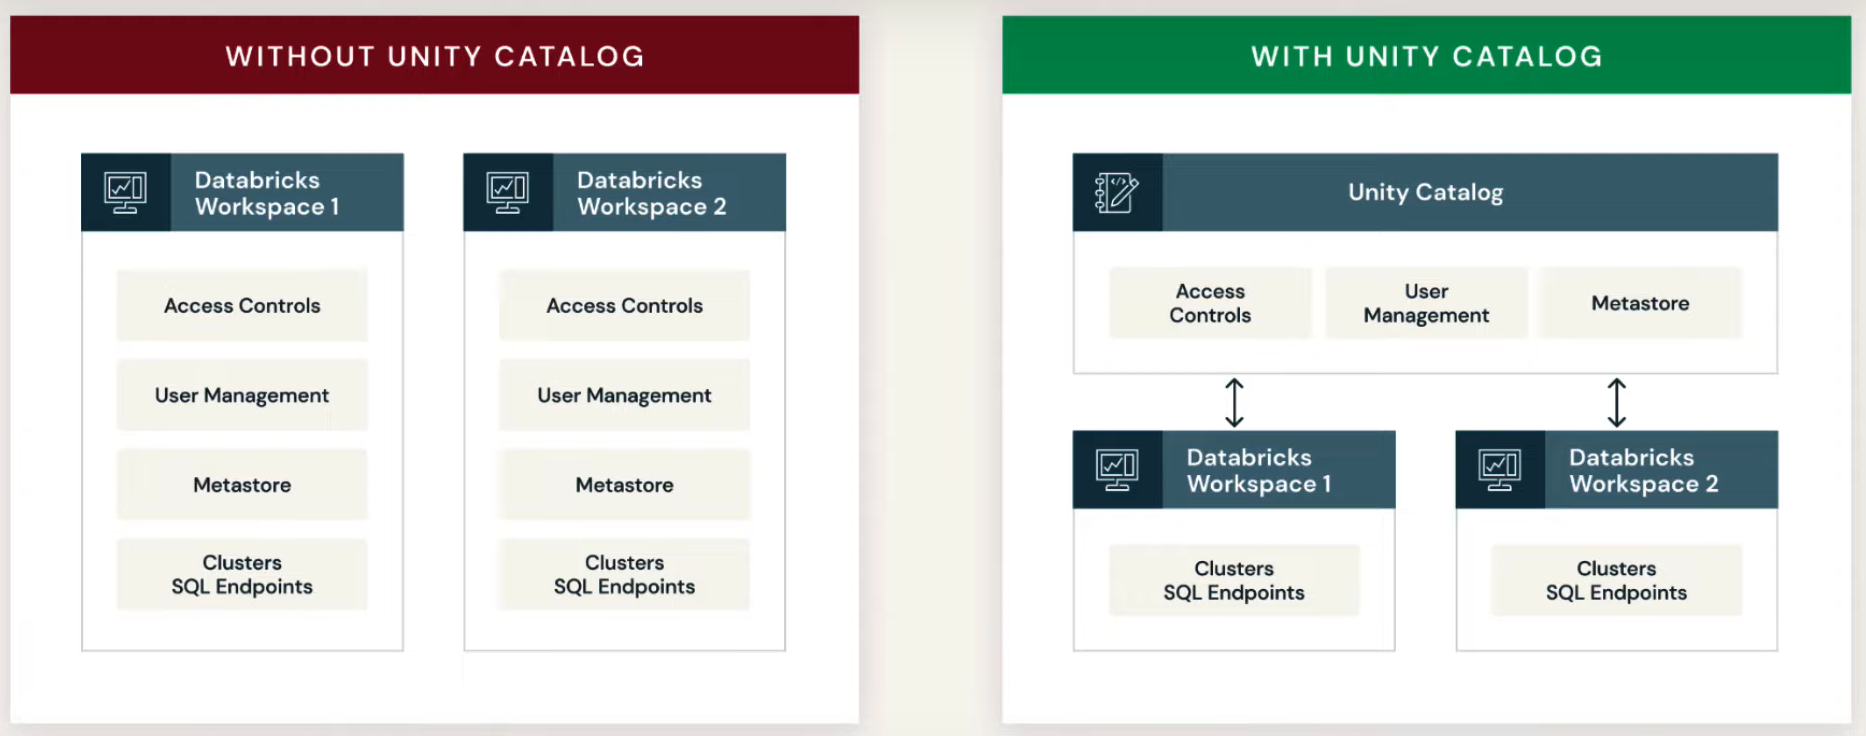 WITHOUT UNITY CATALOG
Databricks
Workspace 1
Access Controls
User Management
Metastore
Clusters
SQL Endpoints
Databricks
Workspace 2
Access Controls
User Management
Metastore
Clusters
SQL Endpoints
WITH UNITY CATALOG
Unity Catalog
Access
Controls
User
Management
Metastore
Databricks
Workspace 1
Clusters
SQL Endpoints
Databricks
Workspace 2
Clusters
SQL Endpoints